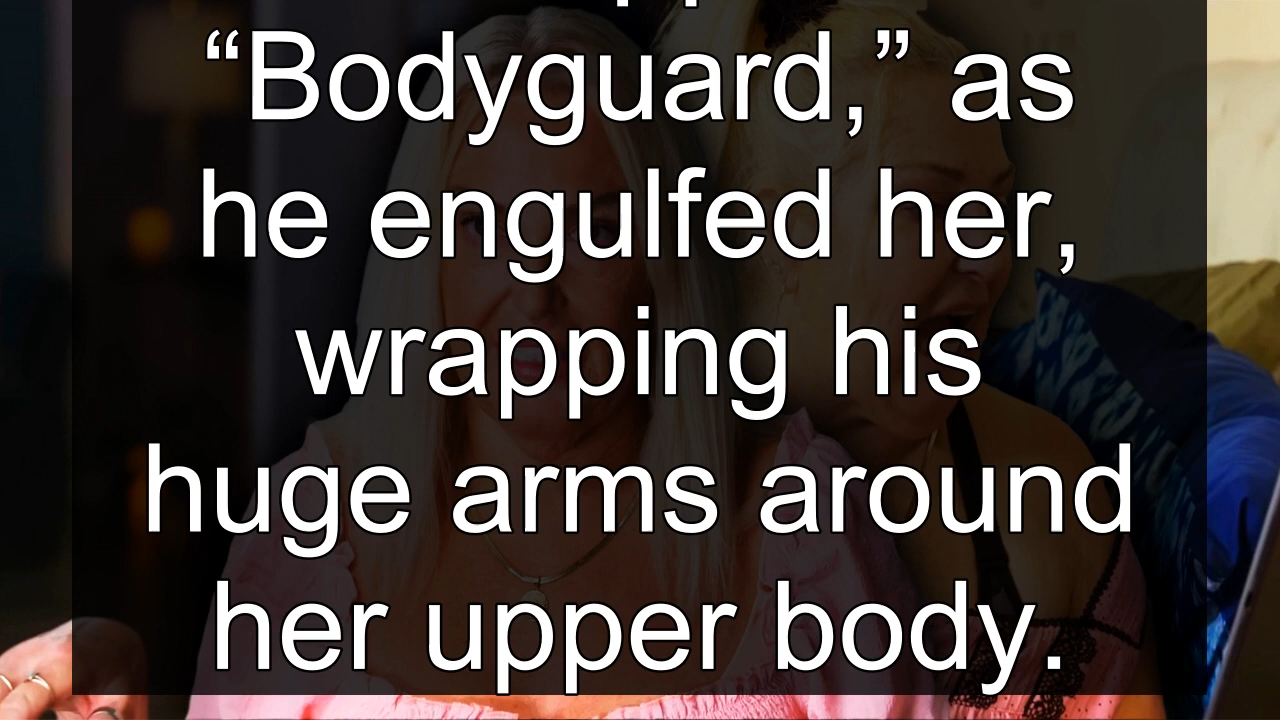 “Bodyguard,” as
he engulfed her,
wrapping his
huge arms around
her upper body.